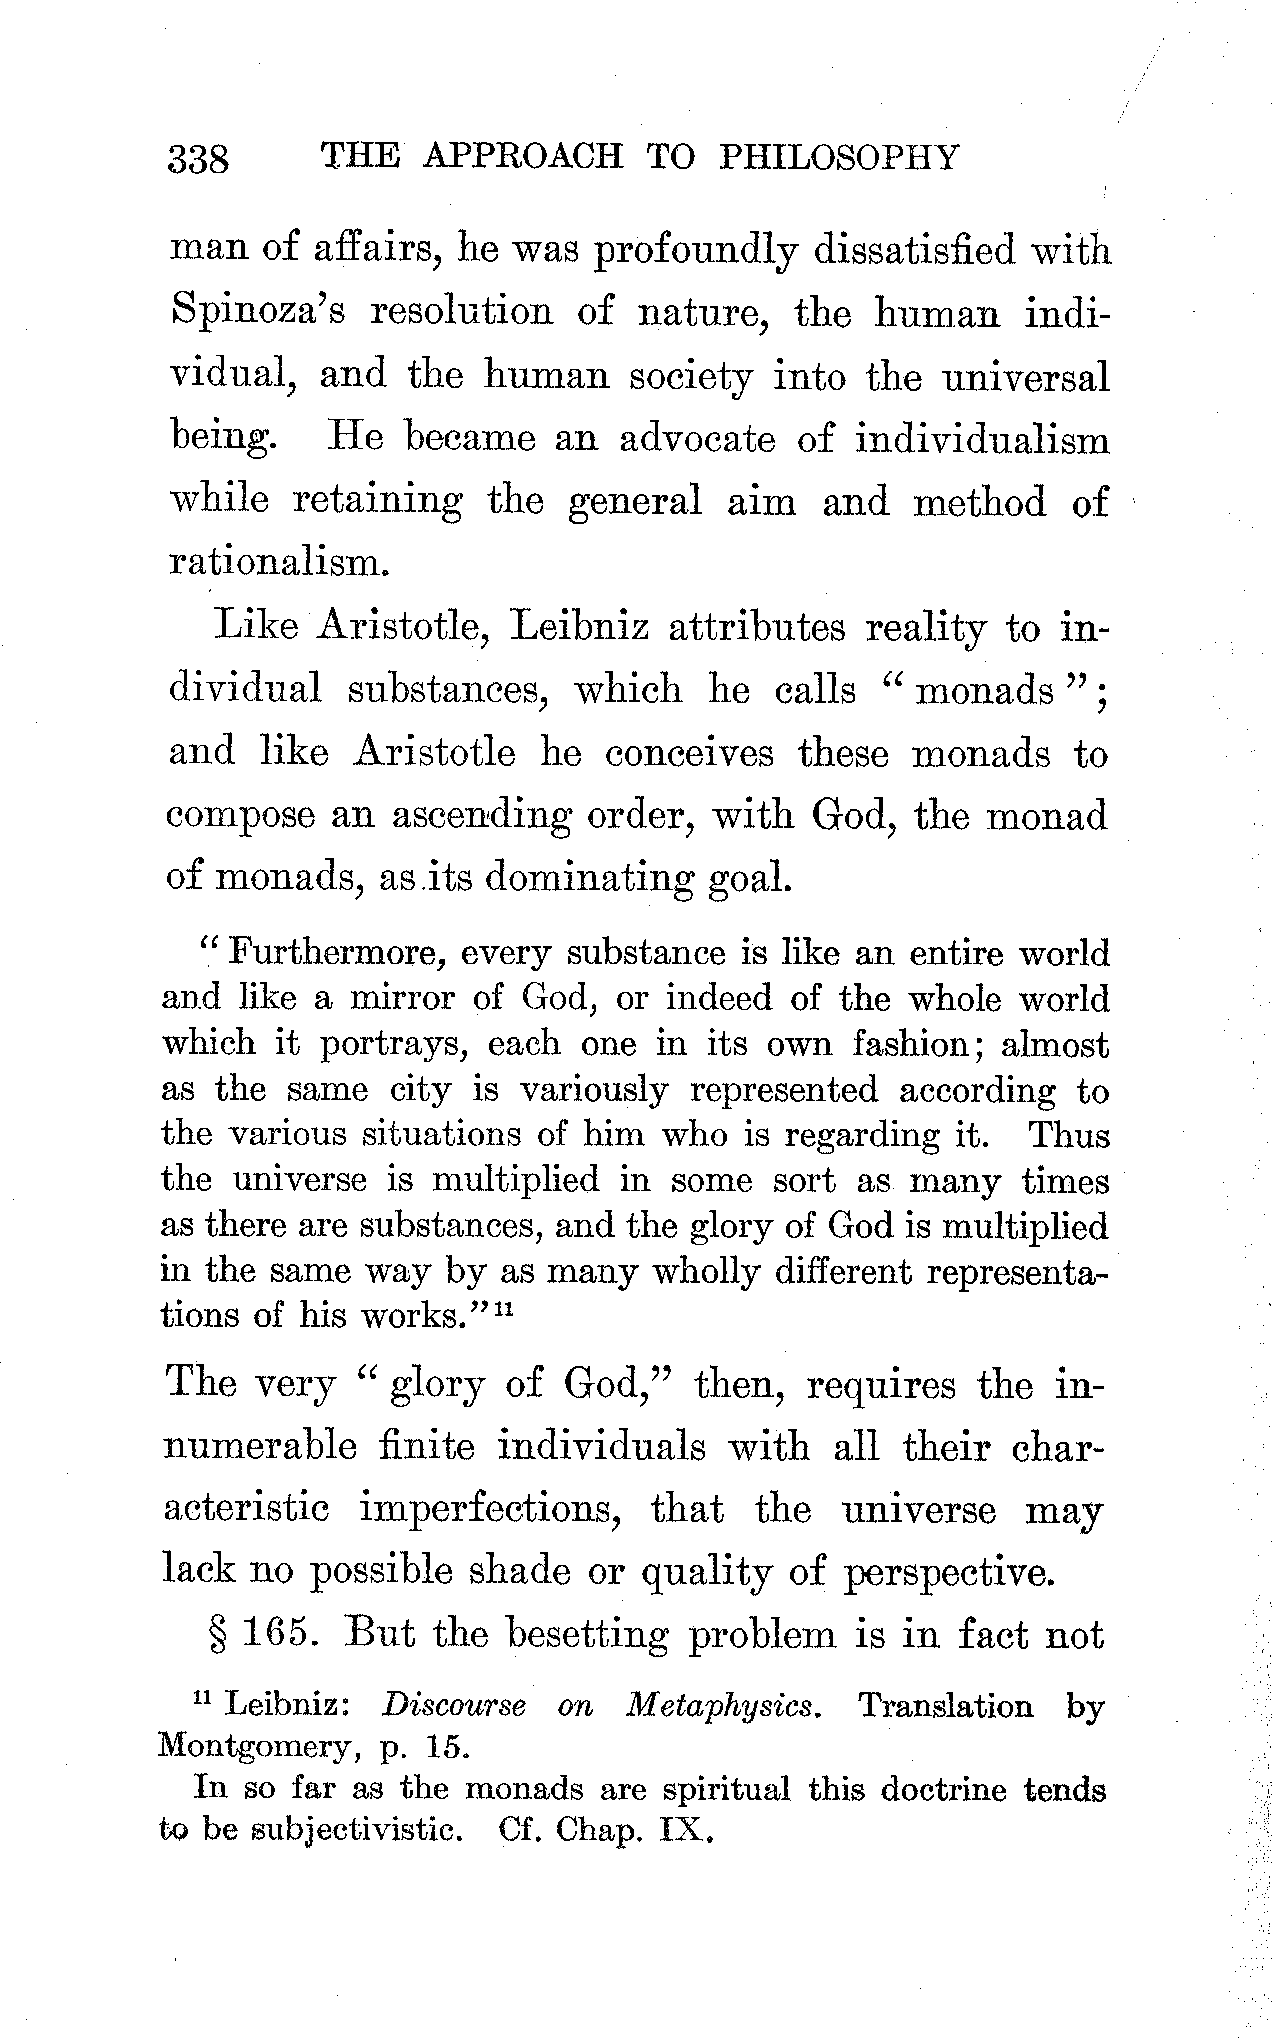 338 THE APPROACH TO PHILOSOPHY
man of affairs, he was profoundly dissatisfied with
Spinoza's resolution of nature, the human indi-
vidual, and the human society into the universal
being. He became an advocate of individualism
while retaining the general aim and method of
rationalism.
Like Aristotle, Leibniz attributes reality to in-
dividual substances, which he calls “ monads ” ;
and like Aristotle he conceives these monads to
compose an ascending order, with God, the monad
of monads, as its dominating goal.
“ Furthermore, every substance is like an entire world
and like a mirror of God, or indeed of the whole world
which it portrays, each one in its own fashion; almost
as the same city is variously represented according to
the various situations of him who is regarding it. Thus
the universe is multiplied in some sort as many times
as there are substances, and the glory of God is multiplied
in the same way by as many wholly different representa-
tions of his works.” 11
The very “ glory of God,” then, requires the in-
numerable finite individuals with all their char-
acteristic imperfections, that the universe may
lack no possible shade or quality of perspective.
§ 165. But the besetting problem is in fact not
11 Leibniz: Discourse on Metaphysics. Translation by
Montgomery, p. 15.
In so far as the monads are spiritual this doctrine tends
to be subjectivistic. Cf. Chap. IX.